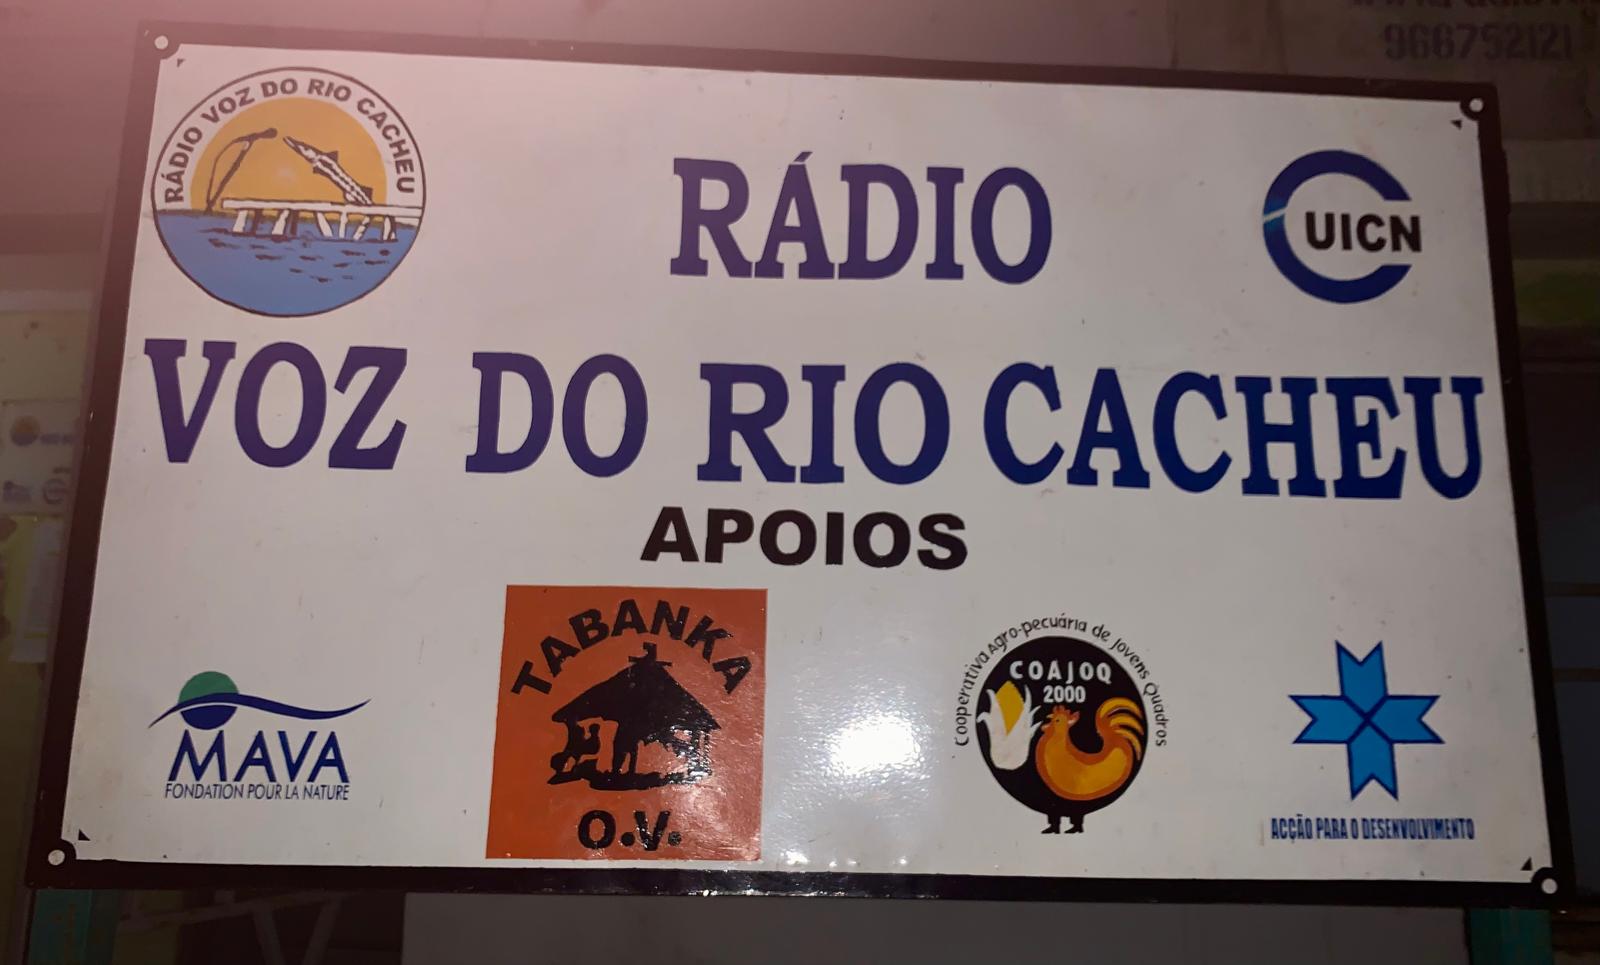 966752121
RÁDIO VOZ DO RIO CACHEU
RÁDIO
UICN
VOZ DO RIO CACHEU
APOIOS
MAVA
FONDATION POUR LA NATURE
TABANKA
O.V.
Cooperativa Agro-pecuária de Jovens Quadros
COAJOQ
2000
ACÇÃO PARA O DESENVOLVIMENTO